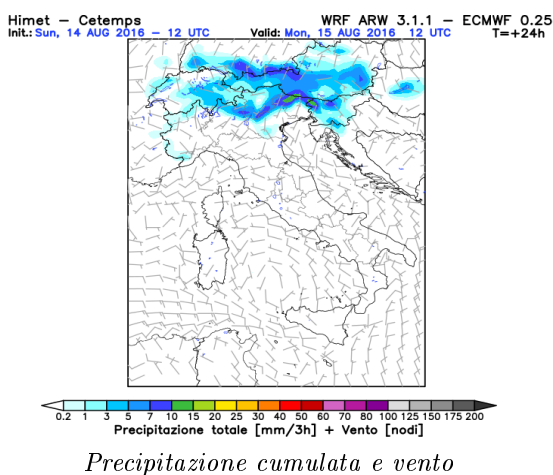 Himet − Cetemps WRF ARW 3.1.1 − ECMWF 0.25
Init.: Sun, 14 AUG 2016 − 12 UTC Valid: Mon, 15 AUG 2016 12 UTC T=+24h
0.2 1 3 5 7 10 15 20 25 30 40 50 60 70 80 100 125 150 175 200
Precipitazione totale [mm/3h] + Vento [nodi]
Precipitazione cumulata e vento